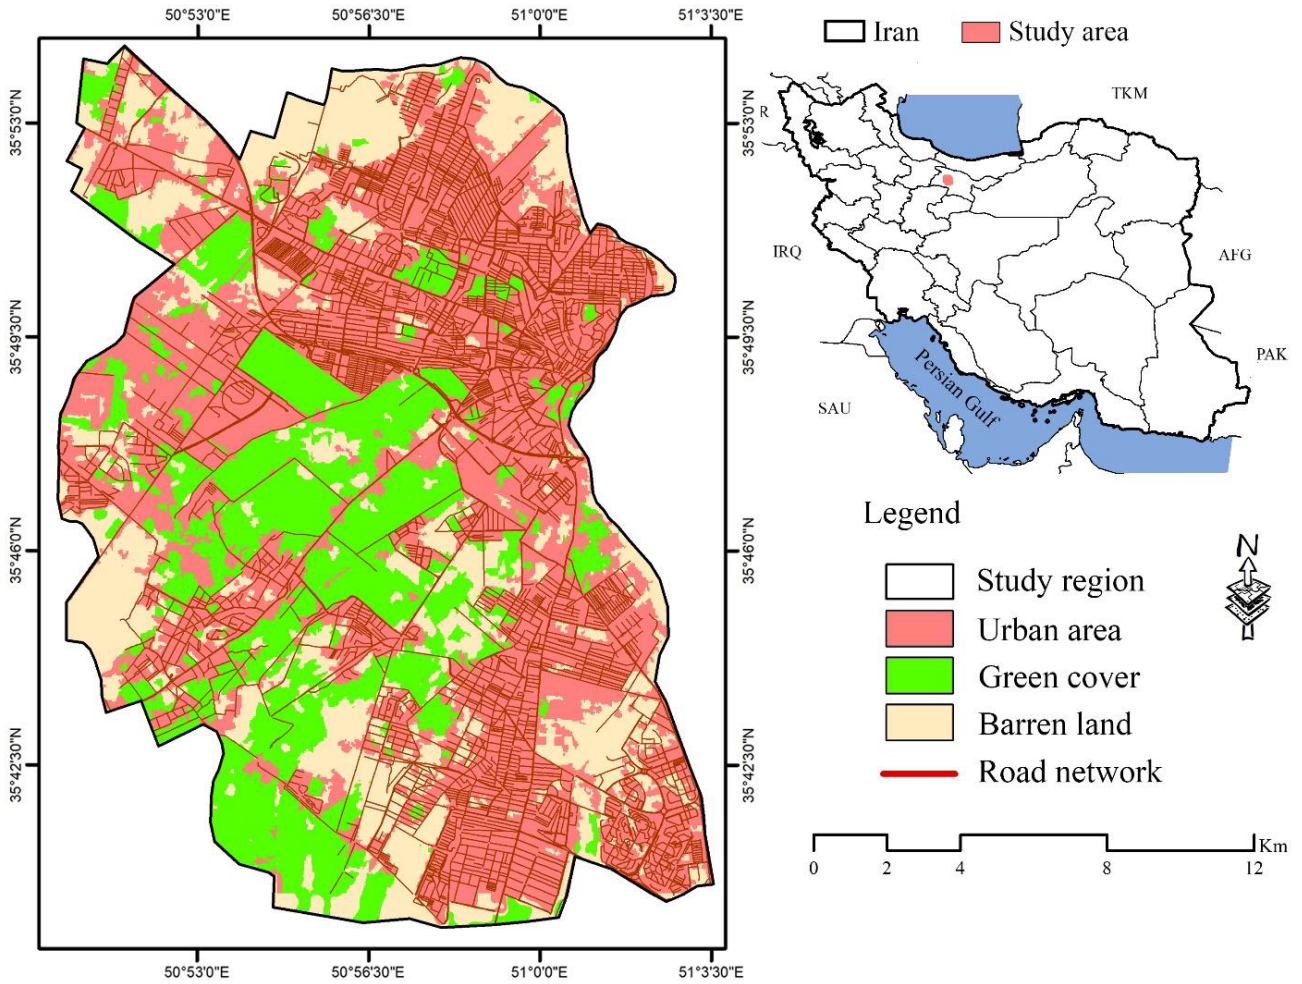 50°53'0"E 50°56'30"E 51°0'0"E 51°3'30"E
35°53'0"N
35°49'30"N
35°46'0"N
35°42'30"N
35°53'0"N
35°49'30"N
35°46'0"N
35°42'30"N
50°53'0"E 50°56'30"E 51°0'0"E 51°3'30"E
Iran Study area
TKM
R
IRQ
AFG
PAK
SAU
Persian Gulf
Legend
Study region
Urban area
Green cover
Barren land
Road network
N
0 2 4 8 12 Km